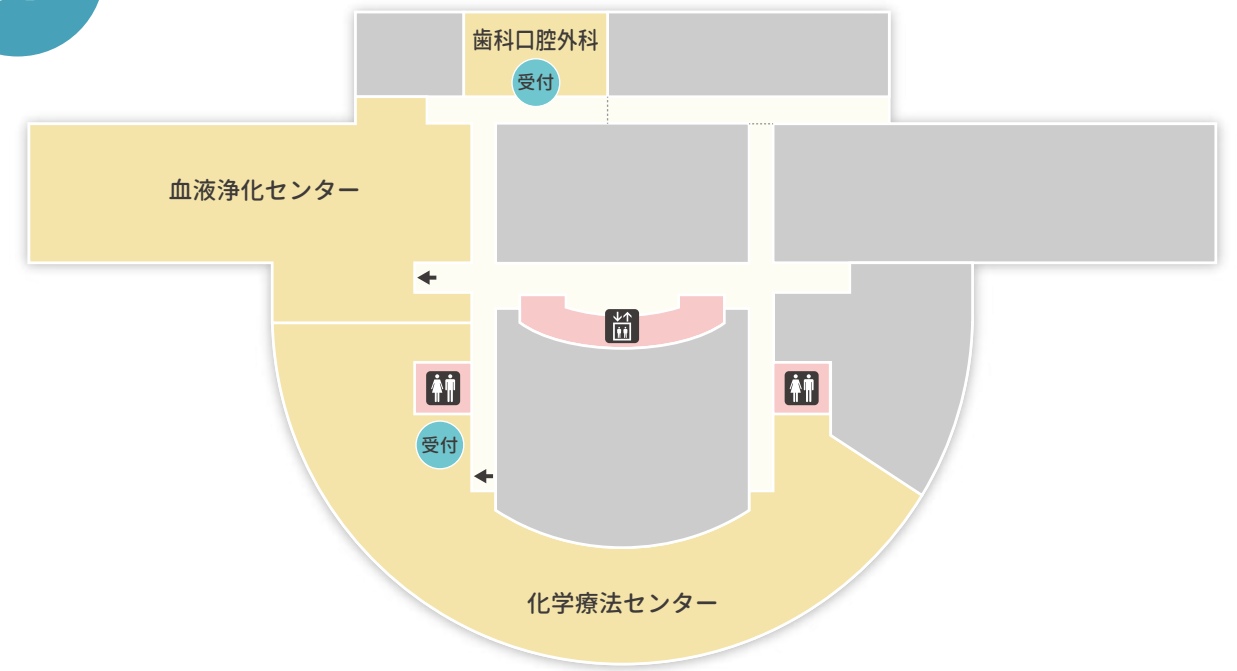 歯科口腔外科
受付
血液浄化センター
受付
化学療法センター